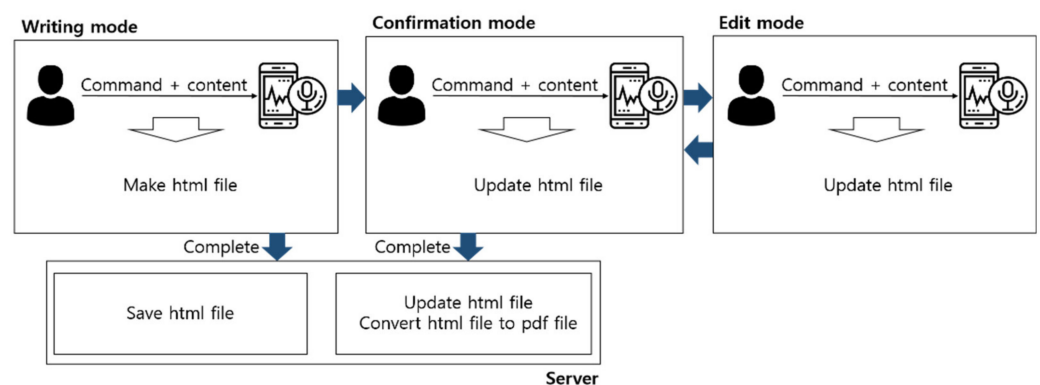 Writing mode
Command + content
Make html file
Confirmation mode
Command + content
Update html file
Edit mode
Command + content
Update html file
Complete
Complete
Save html file
Update html file
Convert html file to pdf file
Server